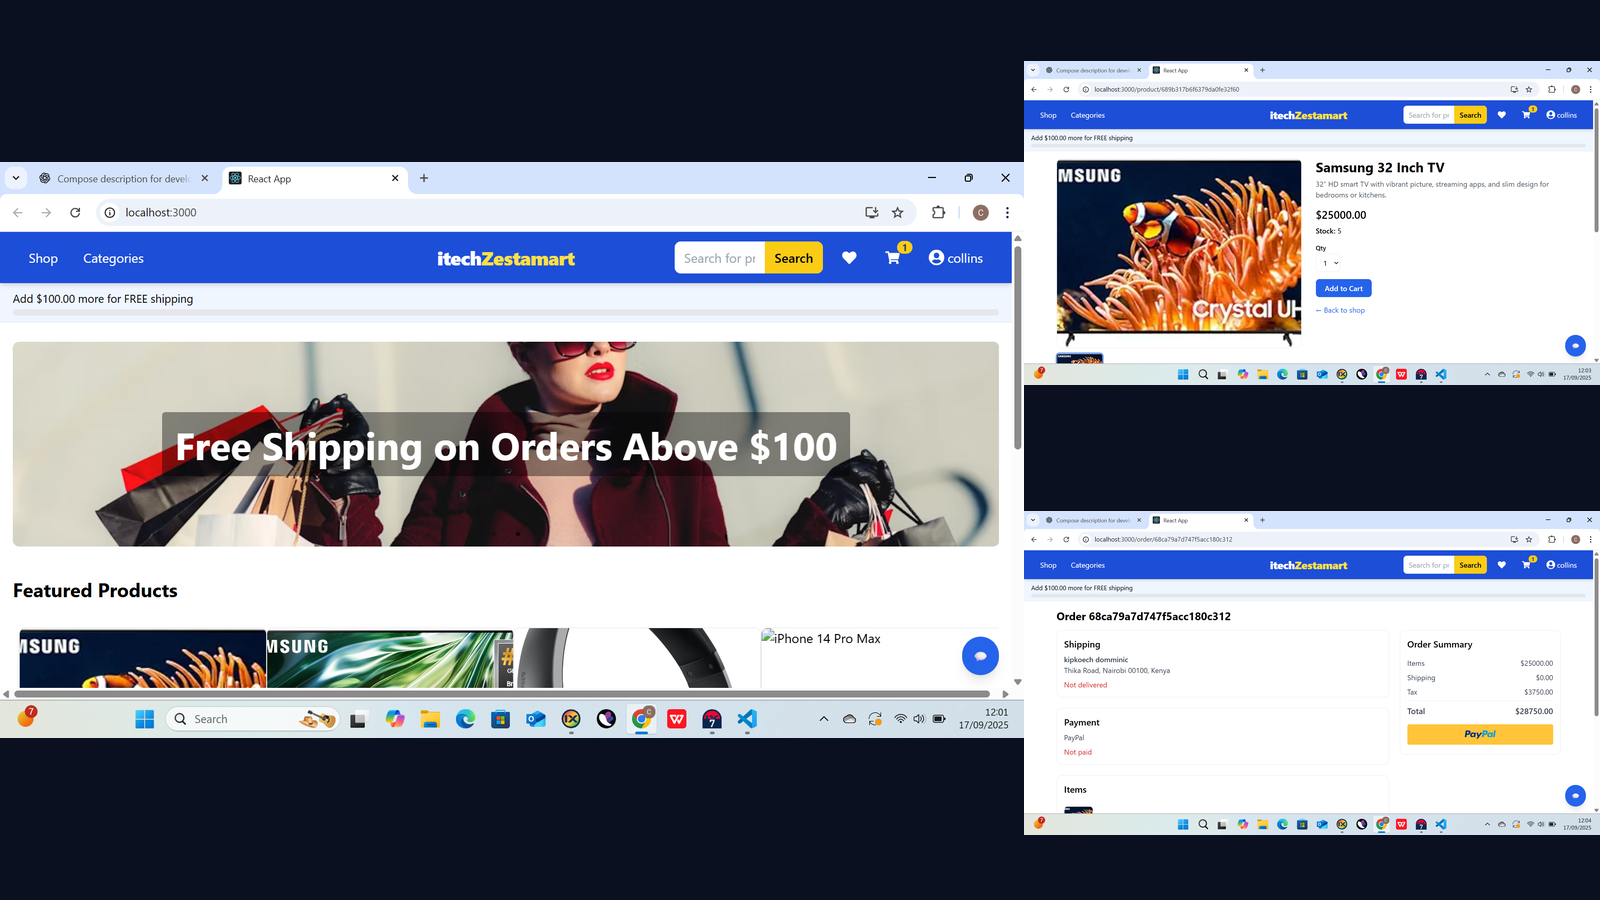 Compose description for devel
React App
localhost:3000
Shop
Categories
itechZestamart
Search for pr
Search
1
collins
Add $100.00 more for FREE shipping
Free Shipping on Orders Above $100
Featured Products
MSUNG
MSUNG
iPhone 14 Pro Max
7
Search
12:01
17/09/2025
Compose description for devel
React App
localhost:3000/product/689b317b6f6379da0fe32f60
Shop
Categories
itechZestamart
Search for pr
Search
1
collins
Add $100.00 more for FREE shipping
MSUNG
Crystal UH
Samsung 32 Inch TV
32" HD smart TV with vibrant picture, streaming apps, and slim design for
bedrooms or kitchens.
$25000.00
Stock: 5
Qty
1
Add to Cart
← Back to shop
12:03
17/09/2025
Compose description for devel
React App
localhost:3000/order/68ca79a7d747f5acc180c312
Shop
Categories
itechZestamart
Search for pr
Search
1
collins
Add $100.00 more for FREE shipping
Order 68ca79a7d747f5acc180c312
Shipping
kipkoech domminic
Thika Road, Nairobi 00100, Kenya
Not delivered
Payment
PayPal
Not paid
Items
Order Summary
Items $25000.00
Shipping $0.00
Tax $3750.00
Total $28750.00
PayPal
12:04
17/09/2025